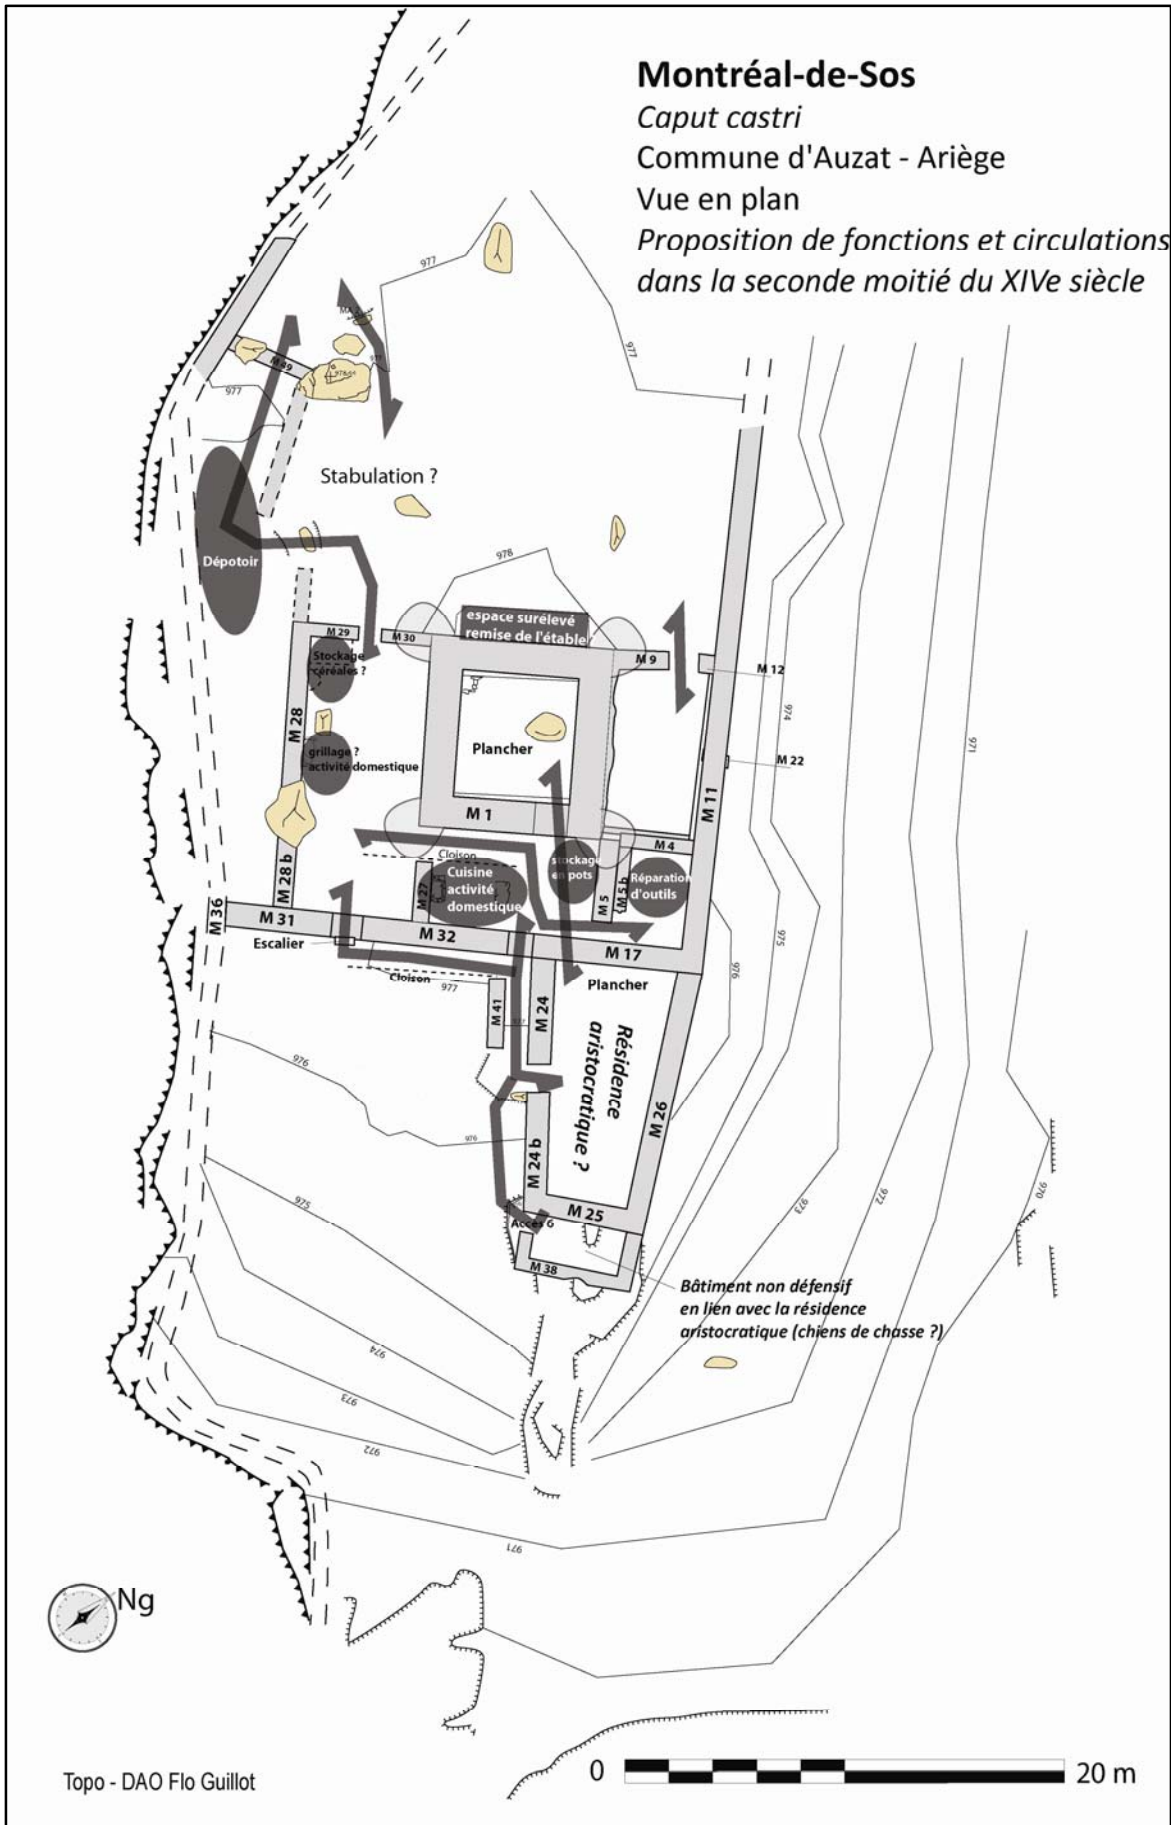 Montréal-de-Sos
Caput castri
Commune d'Auzat - Ariège
Vue en plan
Proposition de fonctions et circulations
dans la seconde moitié du XIVe siècle
977
977
977
M 49
977
Stabulation ?
Dépotoir
978
espace surélevé
remise de l'étable
M 29
M 30
M 9
M 12
Stockage
céréales ?
M 28
974
971
Plancher
grillage ?
activité domestique
M 22
M 11
M 1
M 4
Cloison
Cuisine
activité
domestique
stockage
en pots
Réparation
d'outils
M 27
M 5
M 5 b
M 28 b
M 36
M 31
M 32
M 17
Escalier
975
976
Cloison
977
Plancher
M 41
M 24
Résidence
aristocratique ?
976
976
M 26
M 24 b
975
973
972
970
M 25
Accès 6
M 38
Bâtiment non défensif
en lien avec la résidence
aristocratique (chiens de chasse ?)
974
973
972
971
Ng
Topo - DAO Flo Guillot
0
20 m